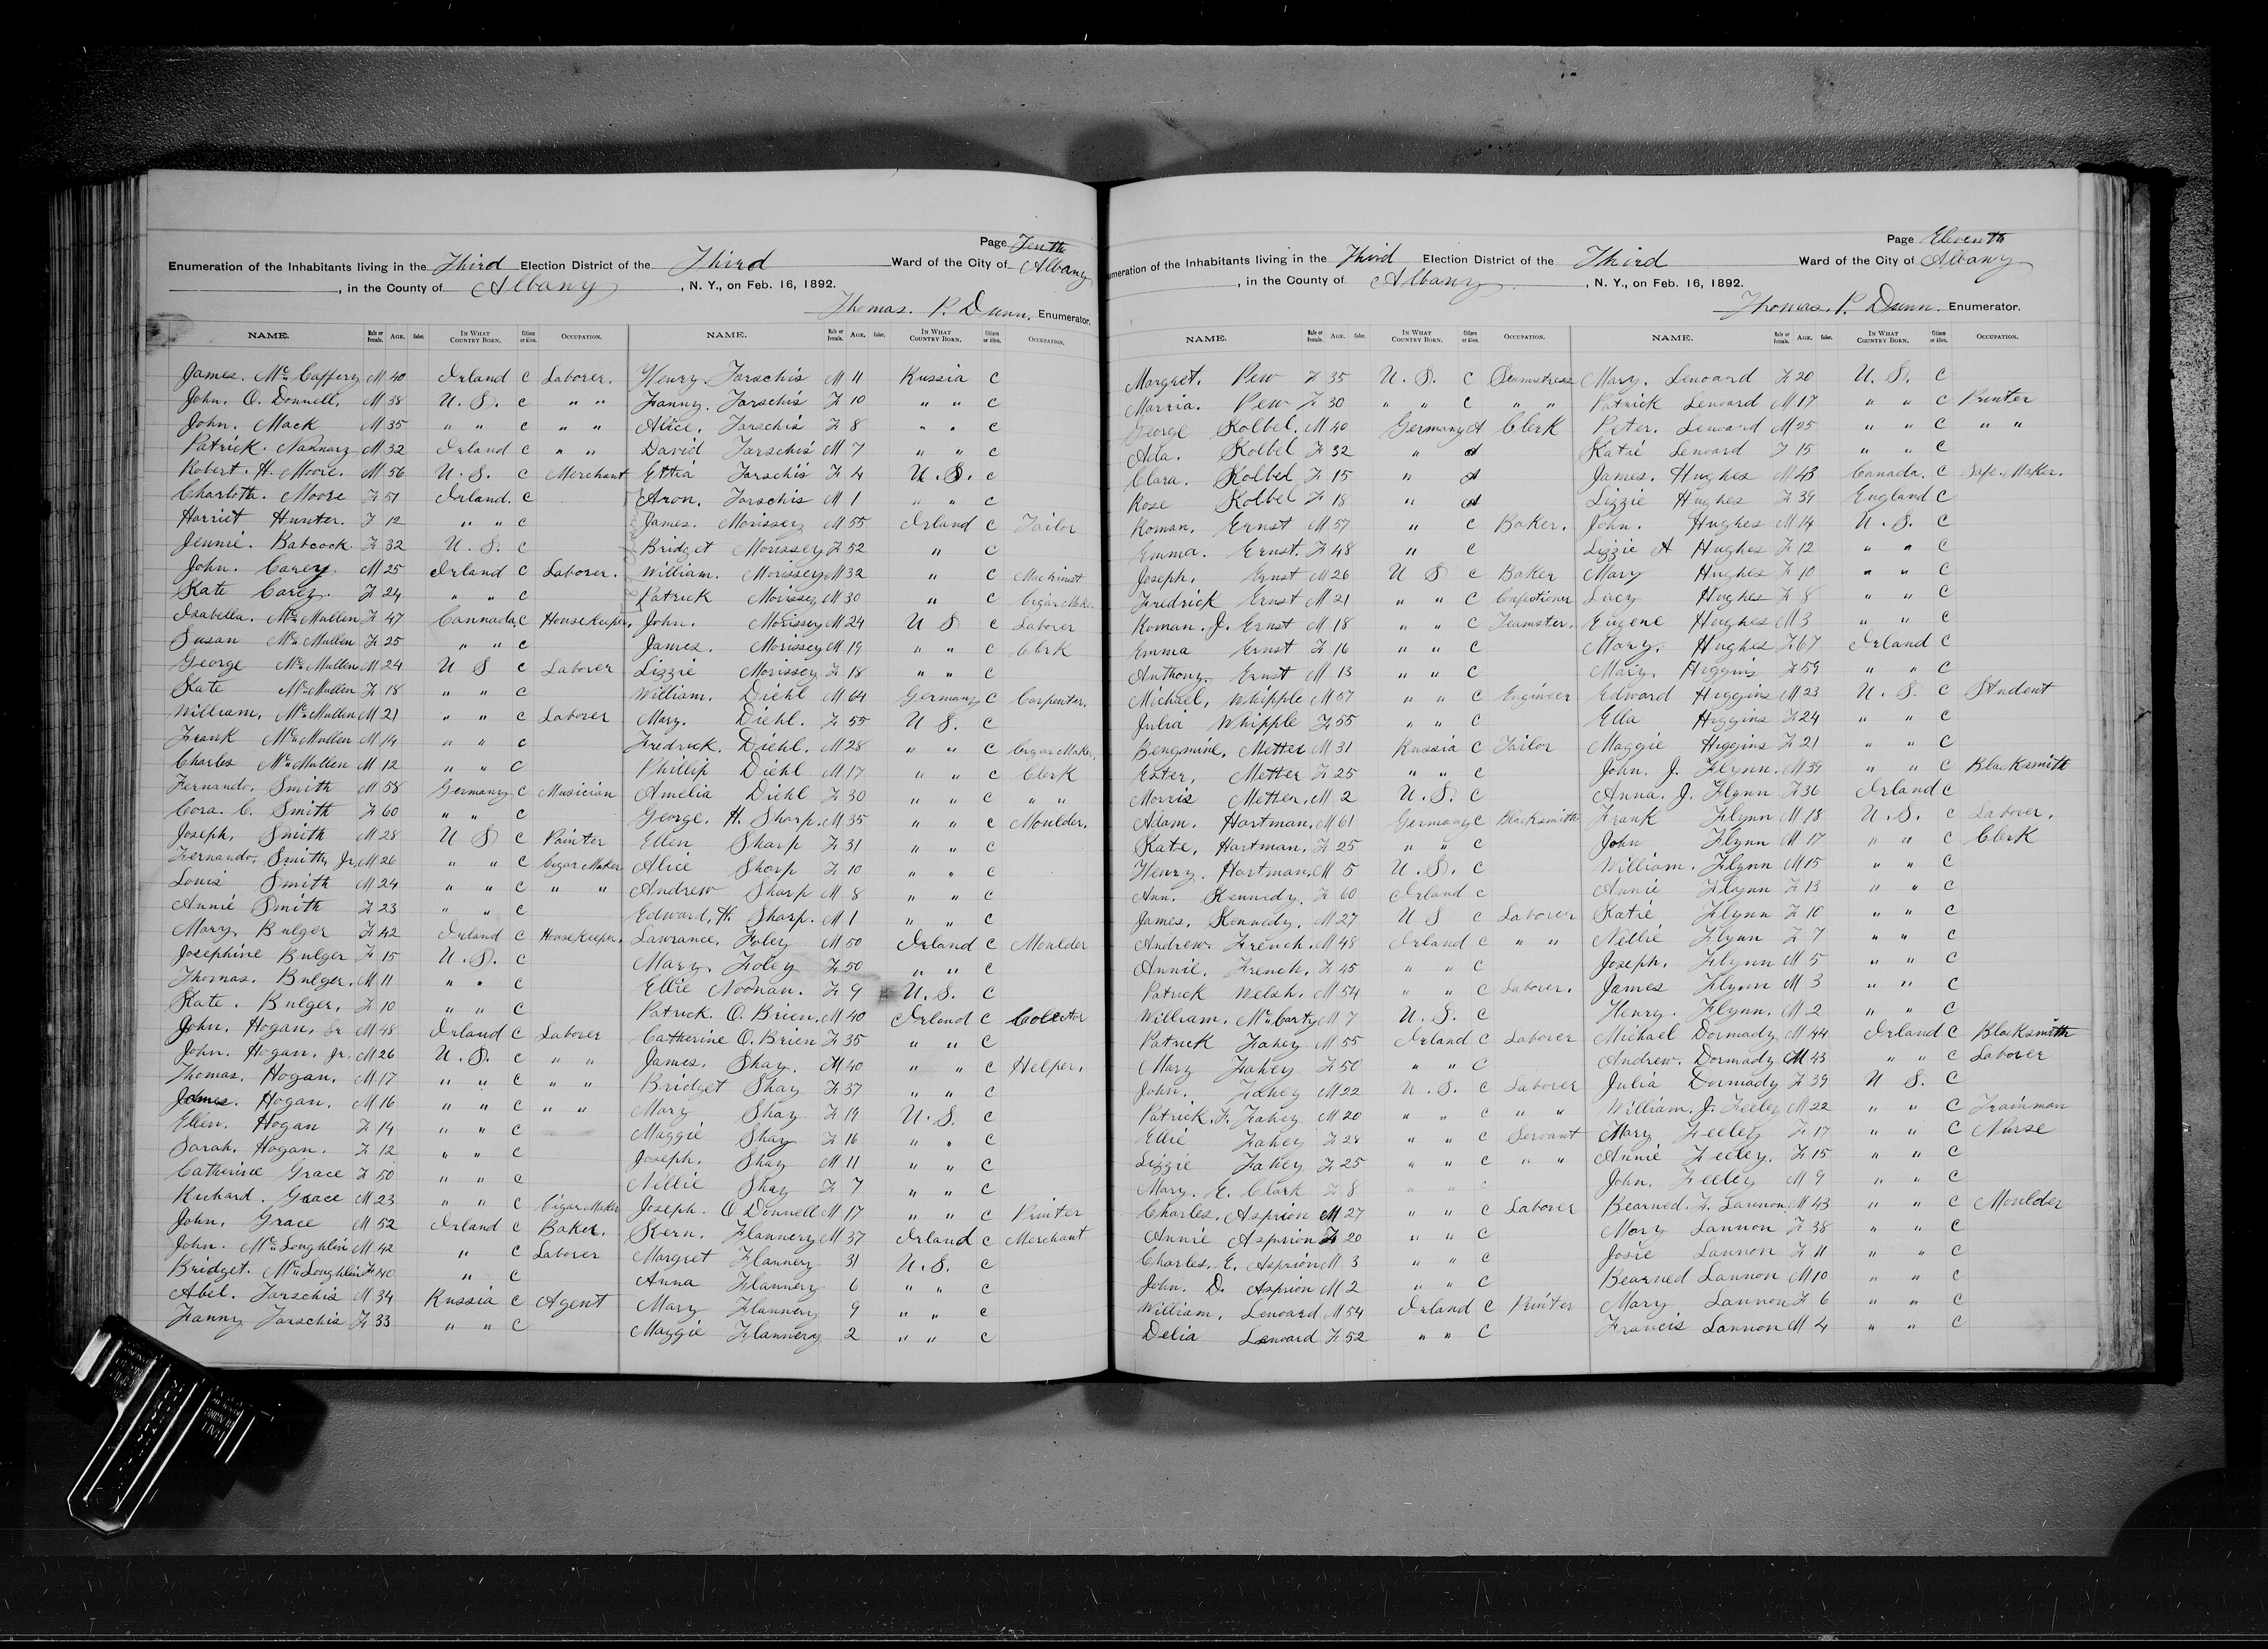 Page Tenth
Enumeration of the Inhabitants living in the Third Election District of the Third Ward of the City of Albany
, in the County of Albany, N. Y., on Feb. 16, 1892.
Thomas. P. Dunn, Enumerator.
NAME. Male or Female. AGE. Color. IN WHAT COUNTRY BORN. Citizen or Alien. OCCUPATION.
James. Mc Caffery M 40 Irland C Laborer.
John. O. Donnell. M 38 U. S. C " "
John. Mack M 35 " " C " "
Patrick. Nannary M 32 Irland C " "
Robert. H. Moore. M 56 U. S. C Merchant
Charlotte. Moore F 51 Irland. C
Harriet Hunter. F 12 " " C
Jennie. Babcock. F 32 U. S. C
John. Carey M 25 Irland C Laborer.
Kate Carey. F 24 " " C
Isabella. Mc Mullen F 47 Cannada, C HouseKeeper.
Susan Mc Mullen F 25 " " C
George Mc Mullen M 24 U S C Laborer
Kate Mc Mullen F 18 " " C
William. Mc Mullen M 21 " " C Laborer
Frank Mc Mullen M 14 " " C
Charles Mc Mullen M 12 " " C
Fernando. Smith M 58 Germany C Musician
Cora. C. Smith F 60 " " C
Joseph. Smith M 28 U S C Painter
Fernando. Smith, Jr. M 26 " " C Cigar Maker
Louis Smith M 24 " " C " "
Annie Smith F 23 " " C
Mary. Bulger F 42 Irland C HouseKeeper.
Josephine Bulger F 15 U. S. C
Thomas. Bulger. M 11 " " C
Kate. Bulger. F 10 " " C
John. Hogan. Sr M 48 Irland C Laborer
John. Hogan. Jr. M 26 U. S. C " "
Thomas. Hogan. M 17 " " C " "
James. Hogan. M 16 " " C " "
Ellen. Hogan F 14 " " C
Sarah. Hogan. F 12 " " C
Catherine Grace F 50 " " C
Richard. Grace M 23 " " C Cigar Maker
John. Grace M 52 Irland C Baker.
John. Mc Loughlin M 42 " C Laborer
Bridget. Mc Loughlin F 40 " C
Abel. Jarschis M 34 Russia C Agent
Fanny Jarschis F 33 " " C
NAME. Male or Female. AGE. Color. IN WHAT COUNTRY BORN. Citizen or Alien. OCCUPATION.
Henry. Jarschis M 11 Russia C
Fanny. Jarschis F 10 " " C
Alice. Jarschis F 8 " " C
David Jarschis M 7 " " C
Ettia Jarschis F 4 U. S. C
Aron. Jarschis M 1 " " C
James. Morissey M 55 Irland C Tailor
Bridget Morissey F 52 " C
William. Morissey M 32 " C Machinst
Patrick Morissey M 30 " C Cigar Maker
John. Morissey M 24 U S C Laborer
James. Morissey M 19 " " C Clerk
Lizzie Morissey F 18 " " C
William. Diehl M 64 Germany C Carpenter.
Mary. Diehl. F 55 U S. C
Fredrick. Diehl. M 28 " " C Cigar Maker
Phillip Diehl M 17 " " C Clerk
Amelia Diehl F 30 " " C " "
George. H. Sharp. M 35 " " C Moulder.
Ellen Sharp F 31 " " C
Alice Sharp F 10 " " C
Andrew Sharp M 8 " " C
Edward. H. Sharp. M 1 " " C
Lawrance. Foley M 50 Irland C Moulder
Mary. Foley F 50 " " C
Ellie Noonan. F 9 U. S. C
Patrick O. Brien. M 40 Irland C Colector
Catherine O. Brien F 35 " " C
James. Shay. M 40 " " C Helper.
Bridget Shay F 37 " " C
Mary Shay F 19 U. S. C
Maggie Shay F 16 " " C
Joseph. Shay M 11 " " C
Nellie Shay F 7 " " C
Joseph. O Donnell M 17 " " C Printer
Kern. Flannery M 37 Irland C Merchant
Margret Flannery 31 U. S. C
Anna Flannery 6 " " C
Mary Flannery 9 " " C
Maggie Flannery 2 " " C
Page Eleventh
umeration of the Inhabitants living in the Third Election District of the Third Ward of the City of Albany
, in the County of Albany, N. Y., on Feb. 16, 1892.
Thomas. P. Dunn. Enumerator.
NAME. Male or Female. AGE. Color. IN WHAT COUNTRY BORN. Citizen or Alien. OCCUPATION.
Margret. Pew F 35 U. S. C Seamstress
Marria. Pew F 30 " " C " "
George Kolbel. M 40 Germany A Clerk
Ada. Kolbel F 32 " A
Clara. Kolbel F 15 " A
Rose Kolbel F 18 " A
Roman. Ernst M 57 " C Baker.
Emma. Ernst. F 48 " C
Joseph. Ernst M 26 U S C Baker
Fredrick Ernst M 21 " " C Confectioner
Roman. J. Ernst M 18 " " C Teamster.
Emma Ernst F 16 " " C
Anthony. Ernst M 13 " " C
Michael. Whipple M 57 " " C Engineer
Julia Whipple F 55 " " C
Bengmine. Metter M 31 Russia C Tailor
Ester. Metter F 25 " " C
Morris Metter. M 2 U. S. C
Adam. Hartman. M 61 Germany C Blacksmith
Kate. Hartman. F 25 " " C
Henry. Hartman. M 5 U. S. C
Ann. Kennedy. F 60 Irland C
James. Kennedy. M 27 U S C Laborer
Andrew. French. M 48 Irland C " "
Annie. French. F 45 " " C
Patrick Welsh. M 54 " " C Laborer.
William. Mc Carty M 7 U. S. C
Patrick Fahey M 55 Irland C Laborer
Mary Fahey F 50 " " C
John. Fahey M 22 U. S. C Laborer
Patrick. F. Fahey M 20 " " C " "
Ellie Fahey F 28 " " C Servant
Lizzie Fahey F 25 " " C " "
Mary. E. Clark F 8 " " C
Charles. Asprion M 27 " " C Laborer
Annie Asprion F 20 " " C
Charles. E. Asprion M 3 " " C
John. D. Asprion M 2 " " C
William. Lenoard M 54 Irland C Printer
Delia Lenoard F 52 " " C
NAME. Male or Female. AGE. Color. IN WHAT COUNTRY BORN. Citizen or Alien. OCCUPATION.
Mary. Lenoard F 20 U. S. C
Patrick Lenoard M 17 " " C Printer
Peter. Lenoard M 25 " " C " "
Katie Lenoard F 15 " " C
James. Hughes M 43 Canada. C Safe. Maker.
Lizzie Hughes F 39 England C
John. Hughes M 14 U. S. C
Lizzie A Hughes F 12 " " C
Mary Hughes F 10 " " C
Lucy Hughes F 8 " " C
Eugene Hughes M 3 " " C
Mary. Hughes F 67 Irland C
Mary. Higgins F 59 " " C
Edward Higgins M 23 U. S. C Student
Ella Higgins F 24 " " C
Maggie Higgins F 21 " " C
John. J. Flynn. M 39 " " C Blacksmith
Anna. J. Flynn F 36 Irland C
Frank Flynn M 18 U. S. C Laborer.
John Flynn M 17 " " C Clerk
William. Flynn M 15 " " C
Annie Flynn F 13 " " C
Katie Flynn F 10 " " C
Nellie Flynn F 7 " " C
Joseph. Flynn M 5 " " C
James Flynn M 3 " " C
Henry. Flynn. M 2 " " C
Michael Dormady M 44 Irland C Blacksmith
Andrew. Dormady M 43 " " C Laborer
Julia Dormady F 39 U S. C
William. J. Feeley M 22 " " C Trainman
Mary Feeley F 17 " " C Nurse
Annie Feeley. F 15 " " C
John. Feeley M 9 " " C
Bearned. F. Lannon M 43 " " C Moulder
Mary Lannon F 38 " " C
Josie Lannon F 11 " " C
Bearned Lannon M 10 " " C
Mary Lannon F 6 " " C
Francis Lannon M 4 " " C